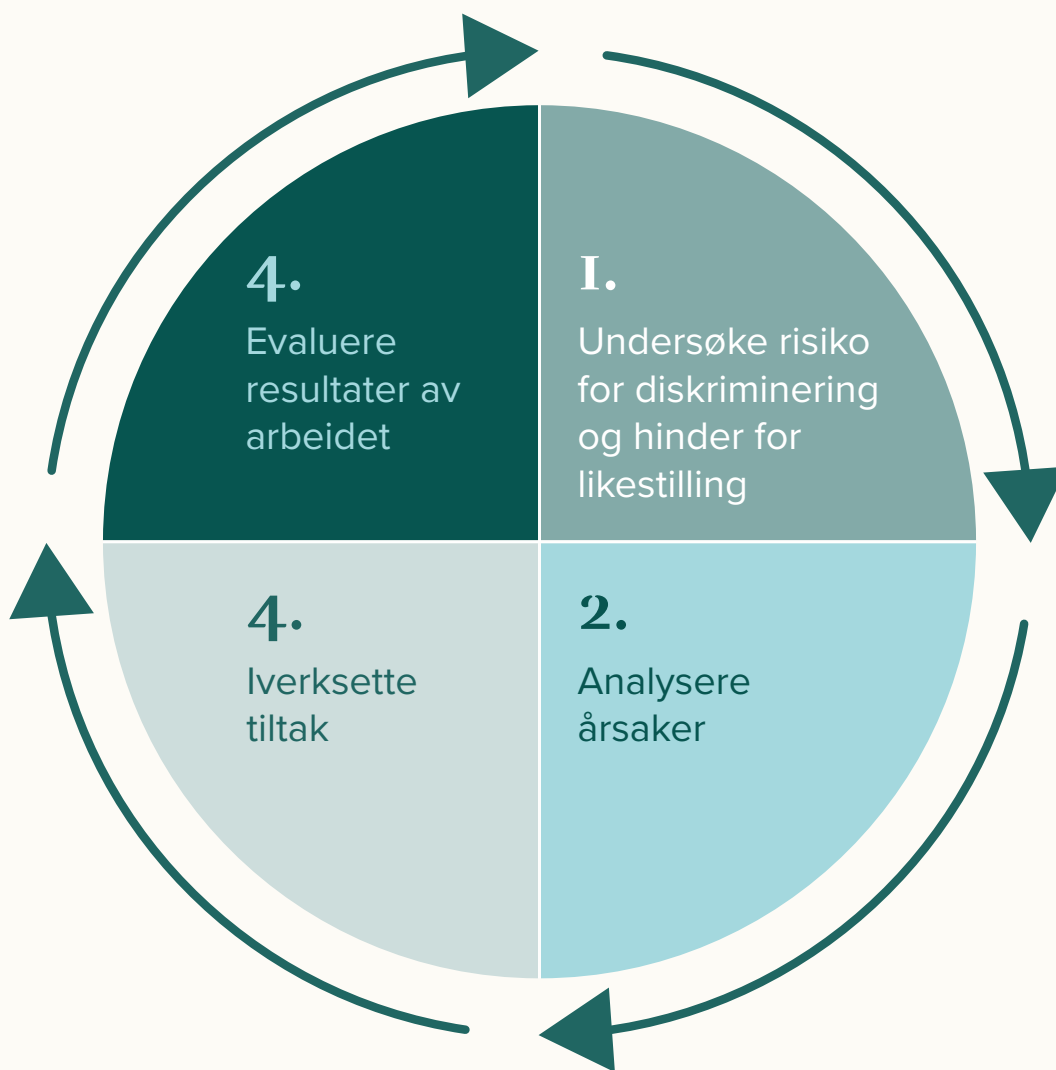 1.
Undersøke risiko
for diskriminering
og hinder for
likestilling
2.
Analysere
årsaker
4.
Iverksette
tiltak
4.
Evaluere
resultater av
arbeidet